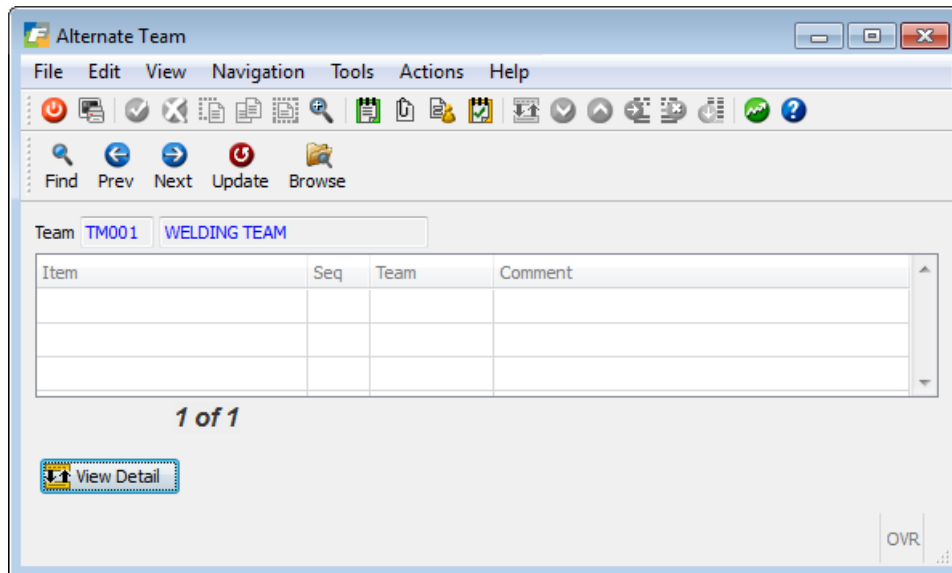 Alternate Team
File Edit View Navigation Tools Actions Help
Find Prev Next Update Browse
Team TM001 WELDING TEAM
Item Seq Team Comment
1 of 1
View Detail
OVR